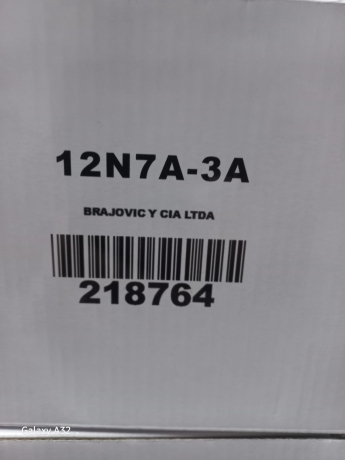 12N7A-3A
BRAJOVIC Y CIA LTDA
218764
Galaxy A32